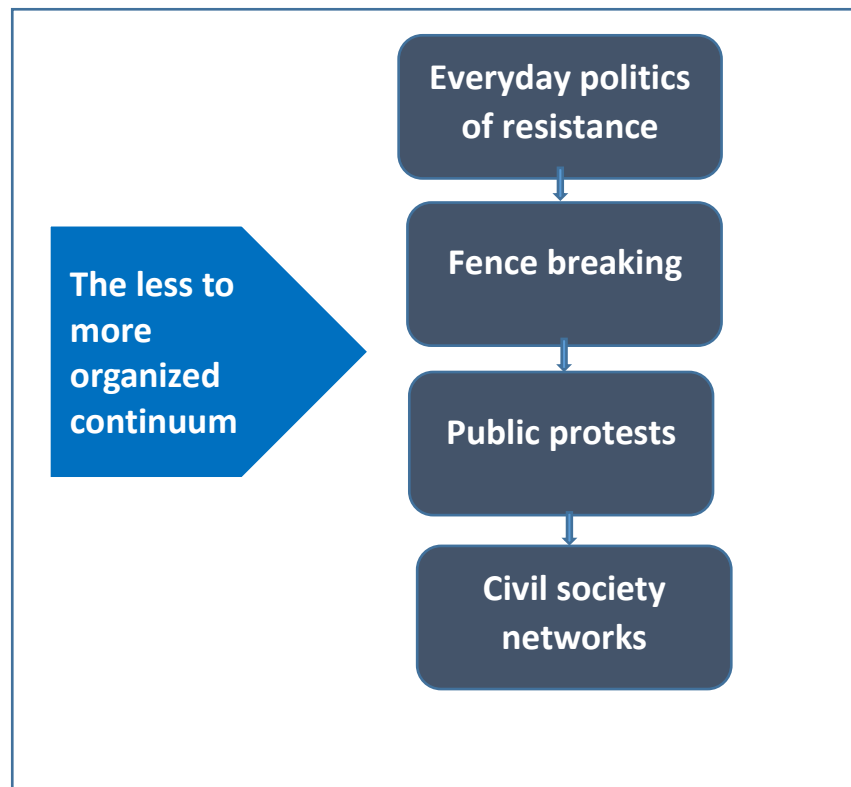 Everyday politics
of resistance
Fence breaking
The less to
more
organized
continuum
Public protests
Civil society
networks